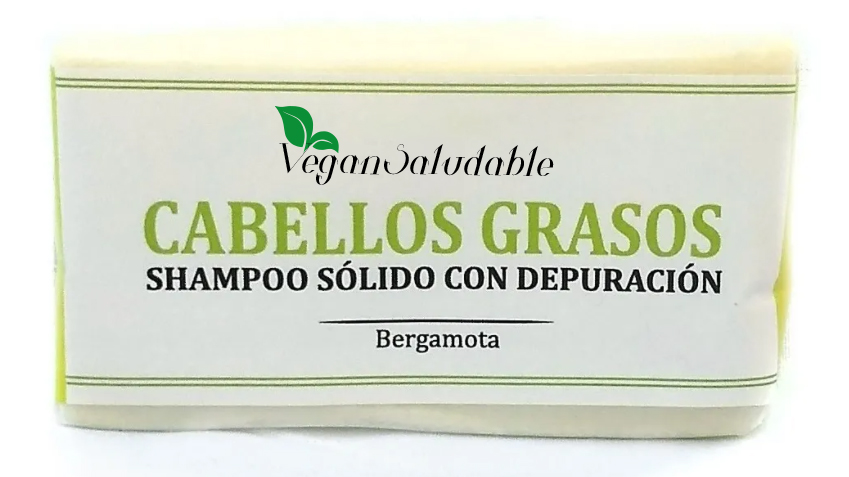 VeganSaludable
CABELLOS GRASOS
SHAMPOO SÓLIDO CON DEPURACIÓN
Bergamota